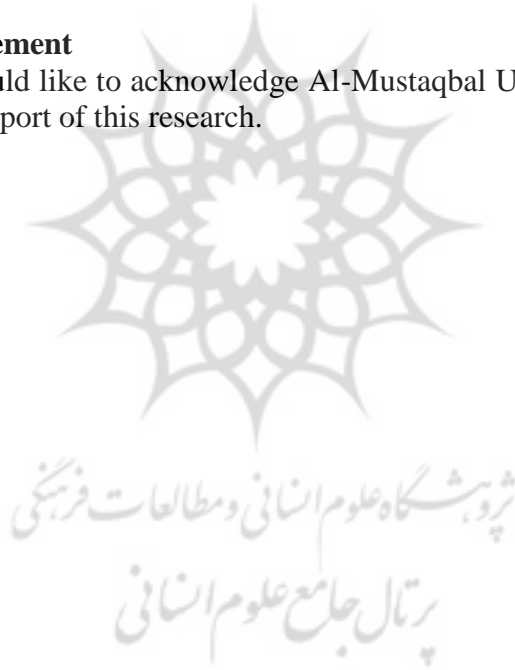 ement
uld like to acknowledge Al-Mustaqbal U
port of this research.
پژوهشگاه علوم انسانی و مطالعات فرهنگی
پرتال جامع علوم انسانی